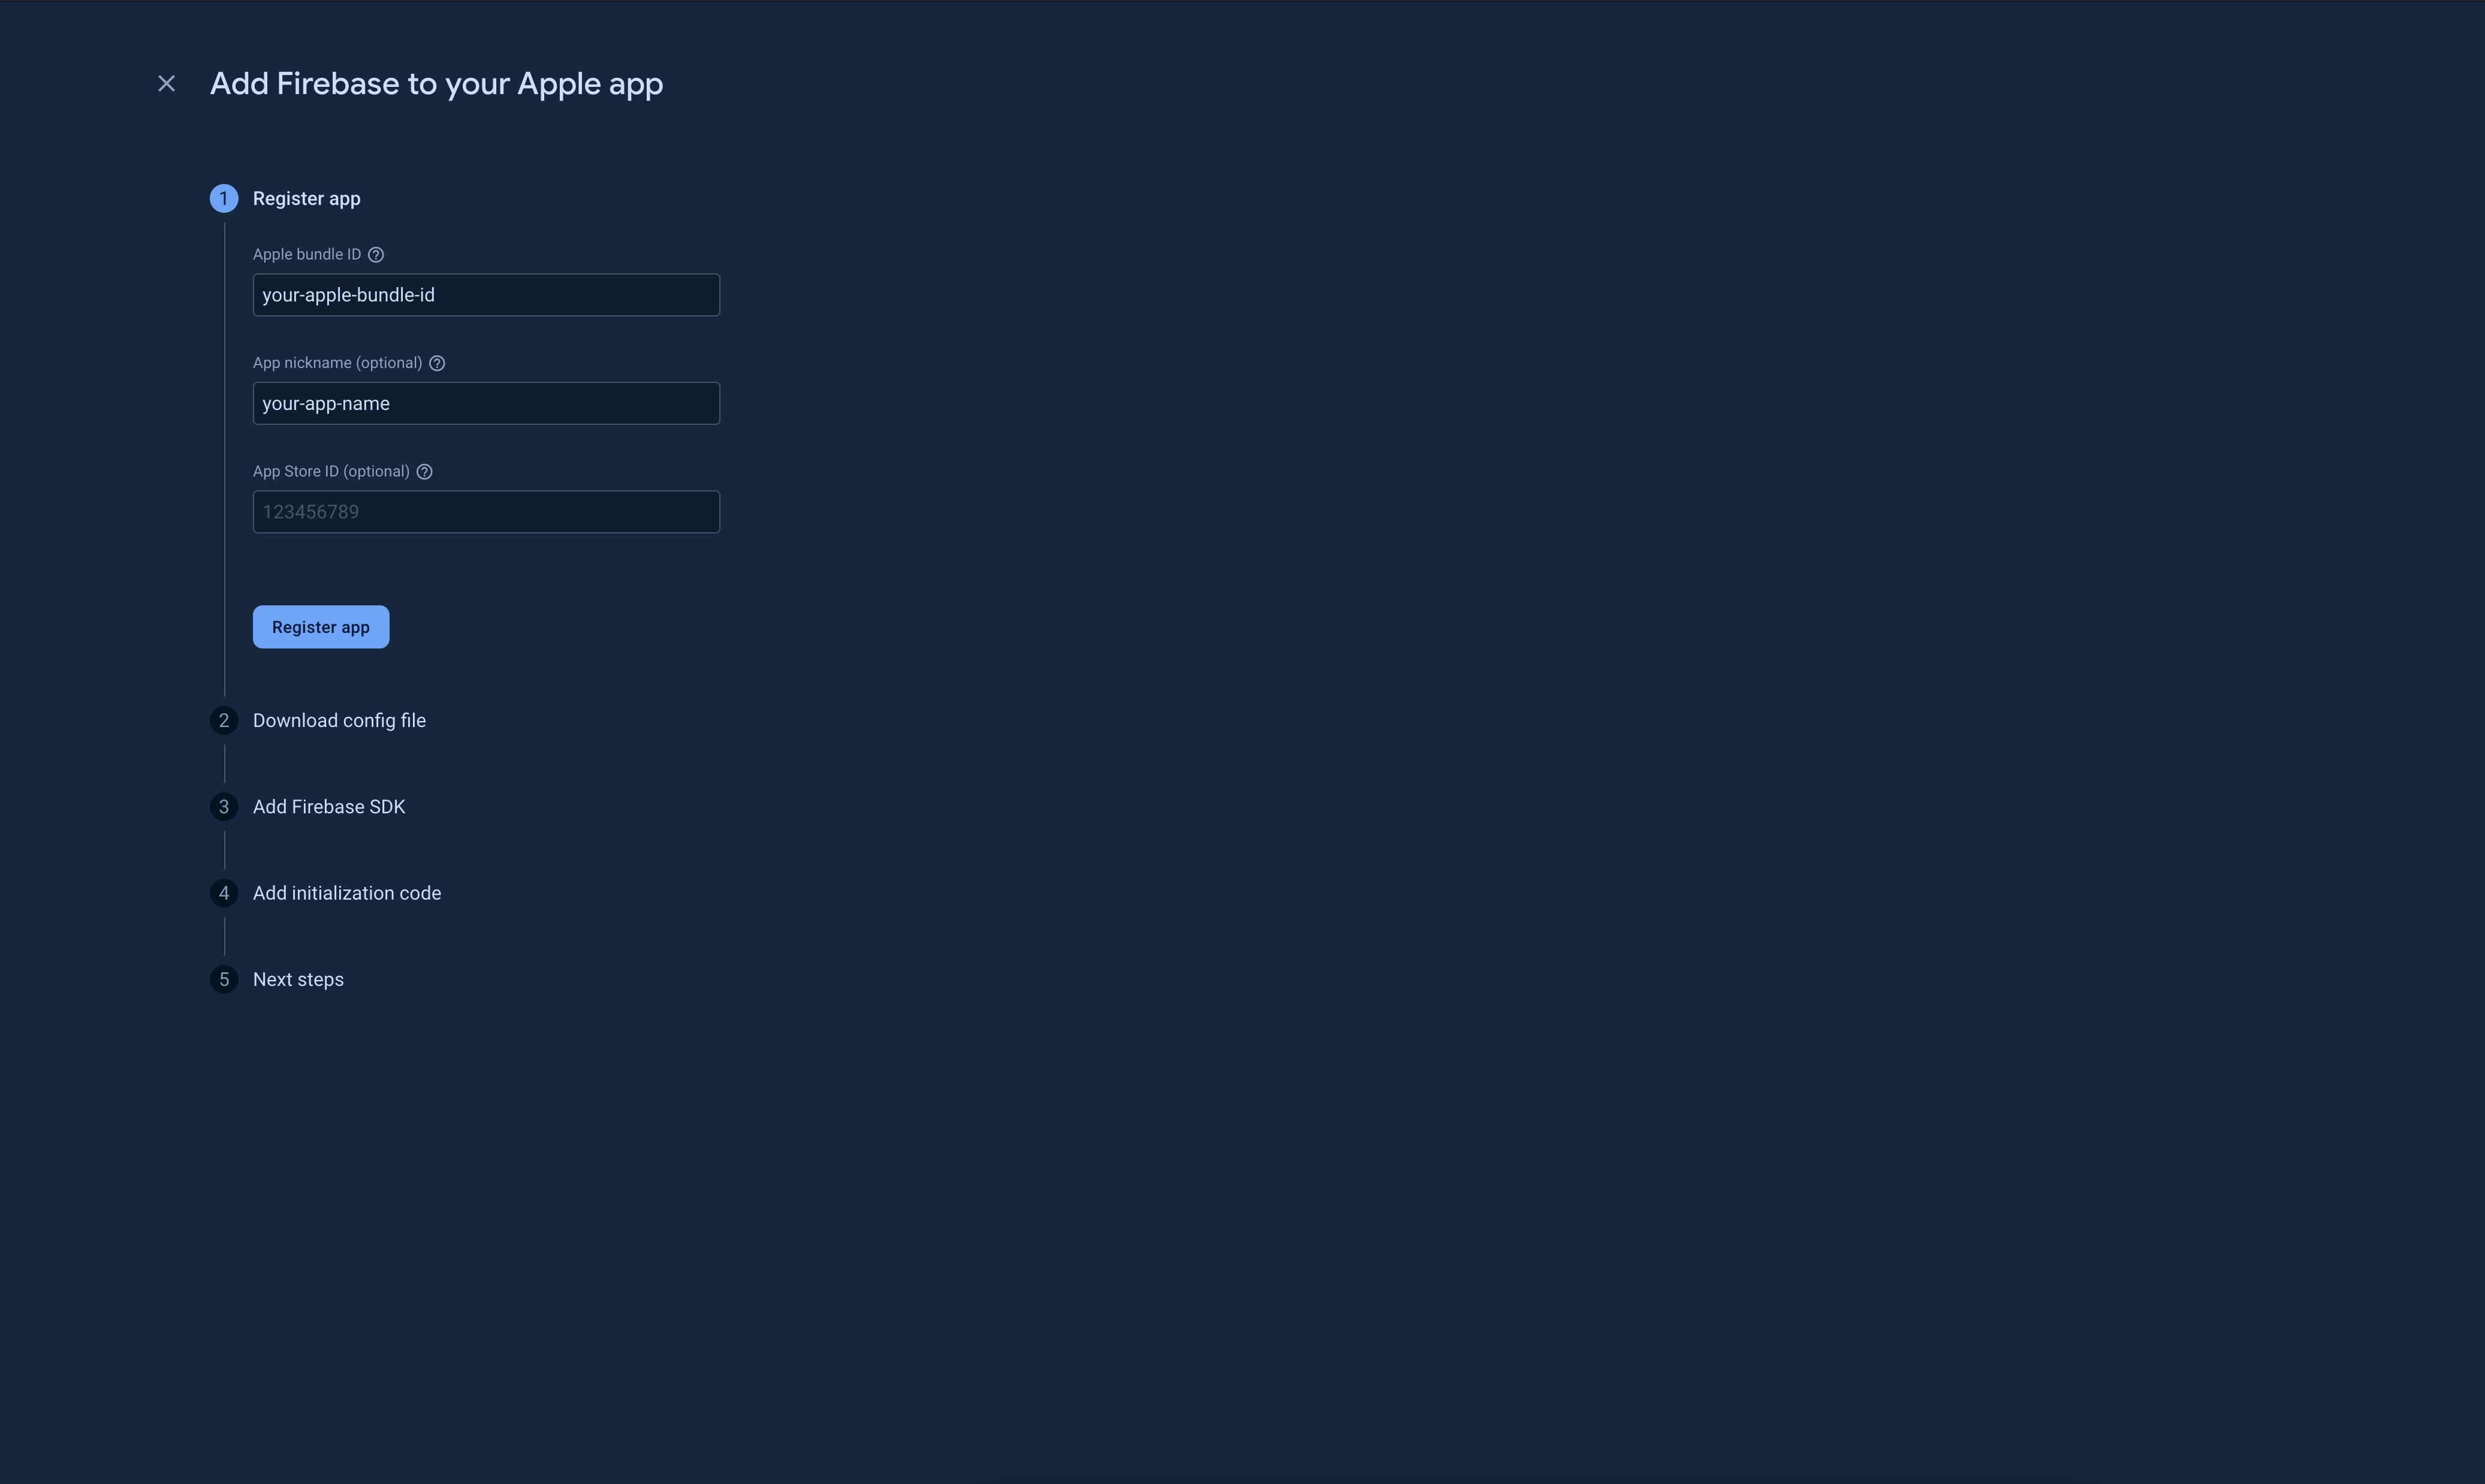 Add Firebase to your Apple app
1 Register app
Apple bundle ID
your-apple-bundle-id
App nickname (optional)
your-app-name
App Store ID (optional)
123456789
Register app
2 Download config file
3 Add Firebase SDK
4 Add initialization code
5 Next steps